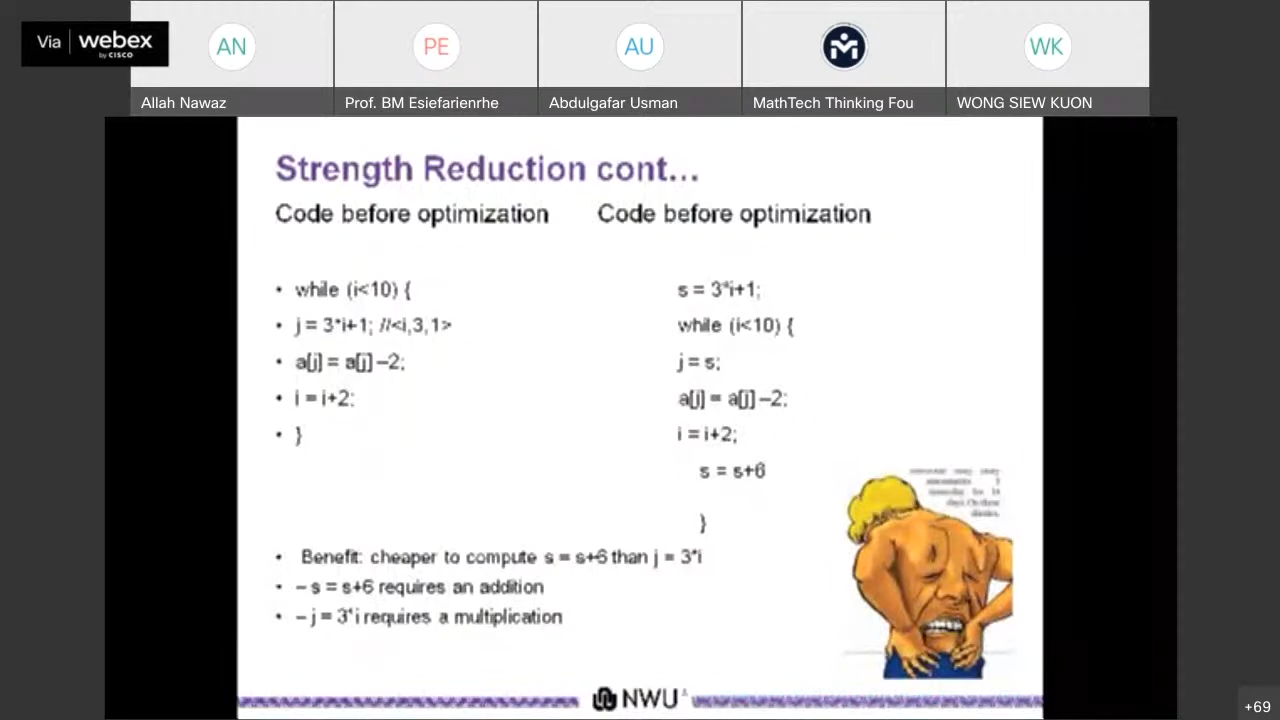 Via webex
by CISCO
AN
PE
AU
WK
Allah Nawaz
Prof. BM Esiefarienrhe
Abdulgafar Usman
MathTech Thinking Fou
WONG SIEW KUON
Strength Reduction cont...
Code before optimization
Code before optimization
• while (i<10) {
• j = 3*i+1; //<i,3,1>
• a[j] = a[j] –2;
• i = i+2;
• }
s = 3*i+1;
while (i<10) {
j = s;
a[j] = a[j] –2;
i = i+2;
s = s+6
}
• Benefit: cheaper to compute s = s+6 than j = 3*i
• – s = s+6 requires an addition
• – j = 3*i requires a multiplication
NWU
+69